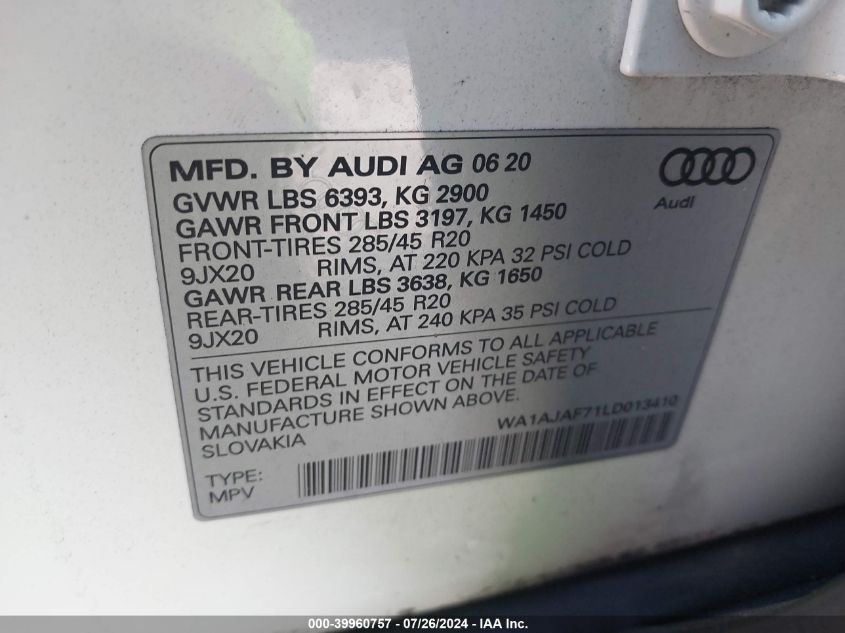 MFD. BY AUDI AG 06 20
GVWR LBS 6393, KG 2900
GAWR FRONT LBS 3197, KG 1450
FRONT-TIRES 285/45 R20
9JX20 RIMS, AT 220 KPA 32 PSI COLD
GAWR REAR LBS 3638, KG 1650
REAR-TIRES 285/45 R20
9JX20 RIMS, AT 240 KPA 35 PSI COLD
Audi
THIS VEHICLE CONFORMS TO ALL APPLICABLE
U.S. FEDERAL MOTOR VEHICLE SAFETY
STANDARDS IN EFFECT ON THE DATE OF
MANUFACTURE SHOWN ABOVE.
SLOVAKIA
WA1AJAF71LD013410
TYPE:
MPV
000-39960757 - 07/26/2024 - IAA Inc.